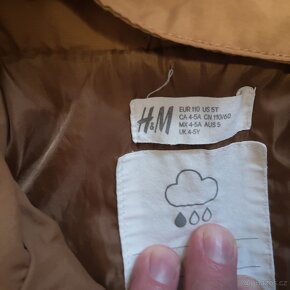 H&M
EUR 110 US 5T
CA 4-5A CN 110/60
MX 4-5A AUS 5
UK 4-5Y